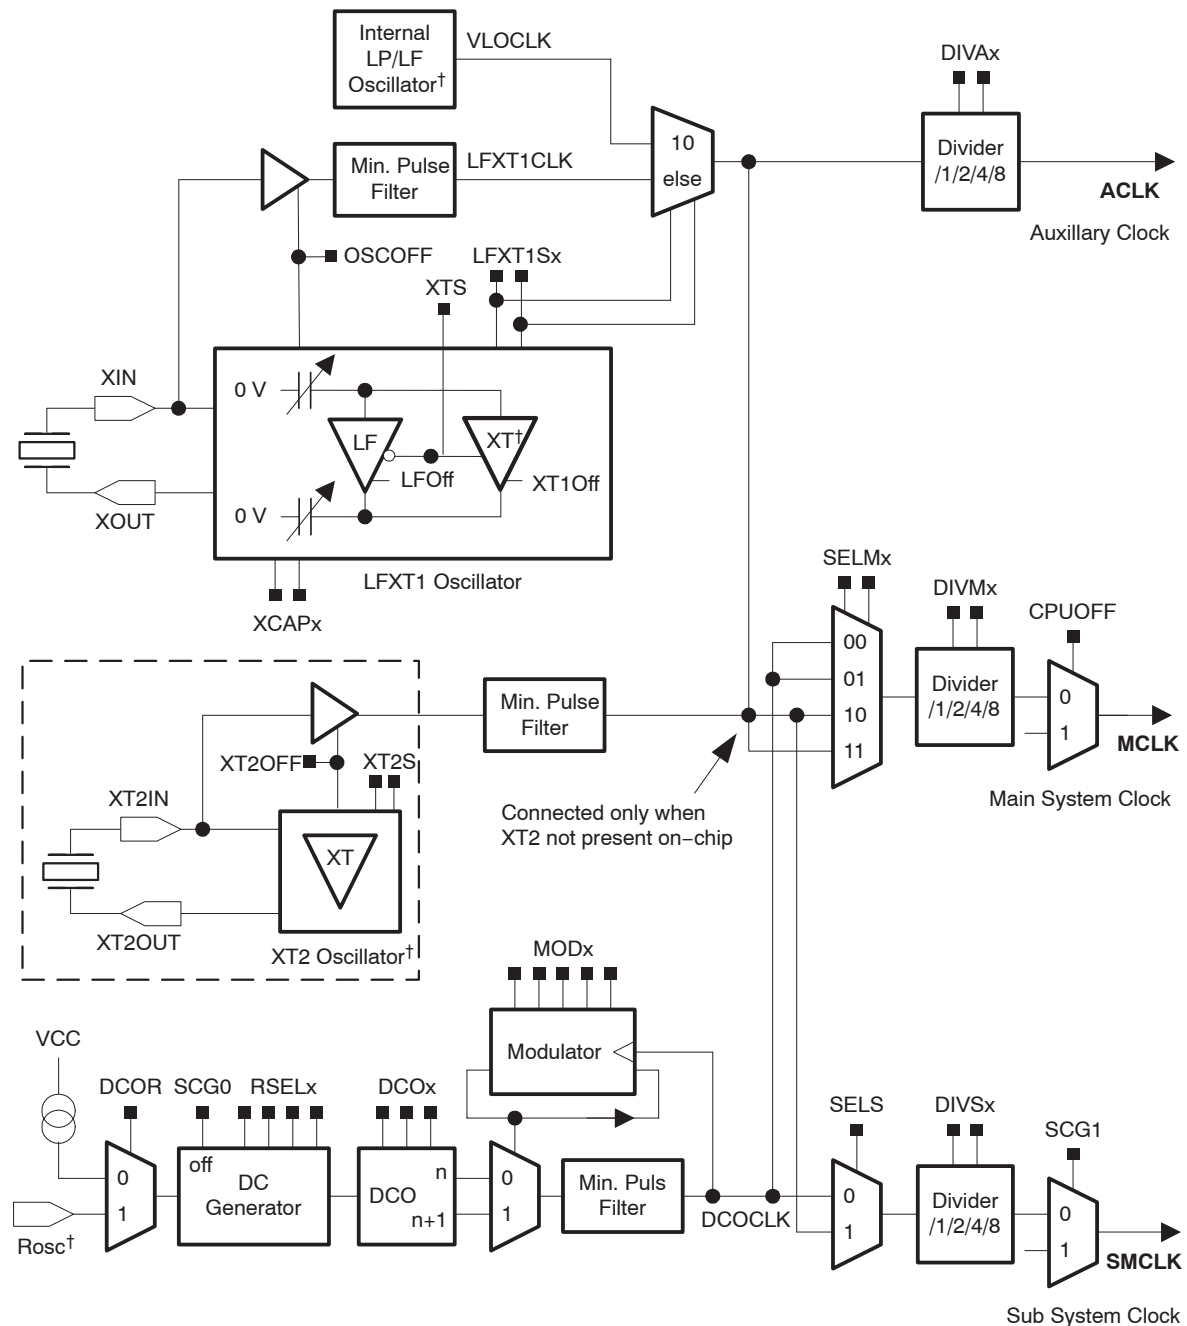 Internal
LP/LF
Oscillator†
VLOCLK
DIVAx
10
else
Divider
/1/2/4/8
ACLK
Auxillary Clock
Min. Pulse
Filter
LFXT1CLK
OSCOFF
LFXT1Sx
XTS
XIN
0 V
LF
XT†
LFOff
XT1Off
0 V
XOUT
LFXT1 Oscillator
XCAPx
SELMx
DIVMx
CPUOFF
00
01
10
11
Divider
/1/2/4/8
0
1
MCLK
Main System Clock
Min. Pulse
Filter
XT2OFF
XT2S
XT2IN
XT
XT2OUT
XT2 Oscillator†
Connected only when
XT2 not present on−chip
MODx
Modulator
VCC
DCOR
SCG0
RSELx
DCOx
0
1
Rosc†
off
DC
Generator
DCO
n
n+1
0
1
Min. Puls
Filter
DCOCLK
SELS
DIVSx
SCG1
0
1
Divider
/1/2/4/8
0
1
SMCLK
Sub System Clock